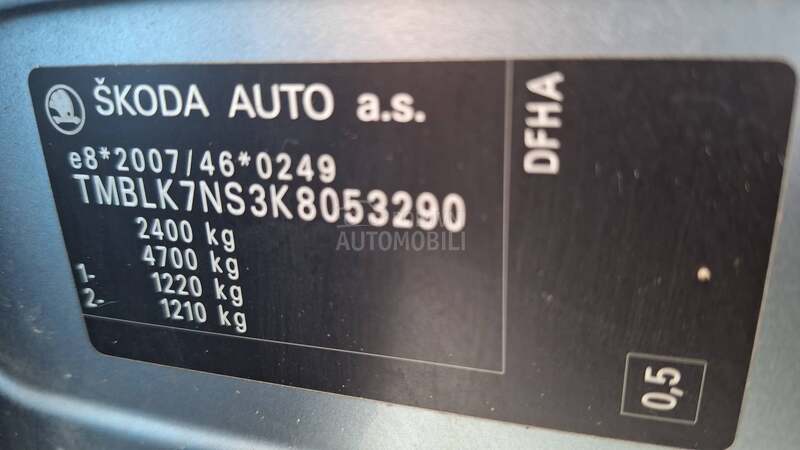 ŠKODA AUTO a.s.
e8*2007/46*0249
TMBLK7NS3K8053290
2400 kg
4700 kg
1- 1220 kg
2- 1210 kg
DFHA
0,5
AUTOMOBILI